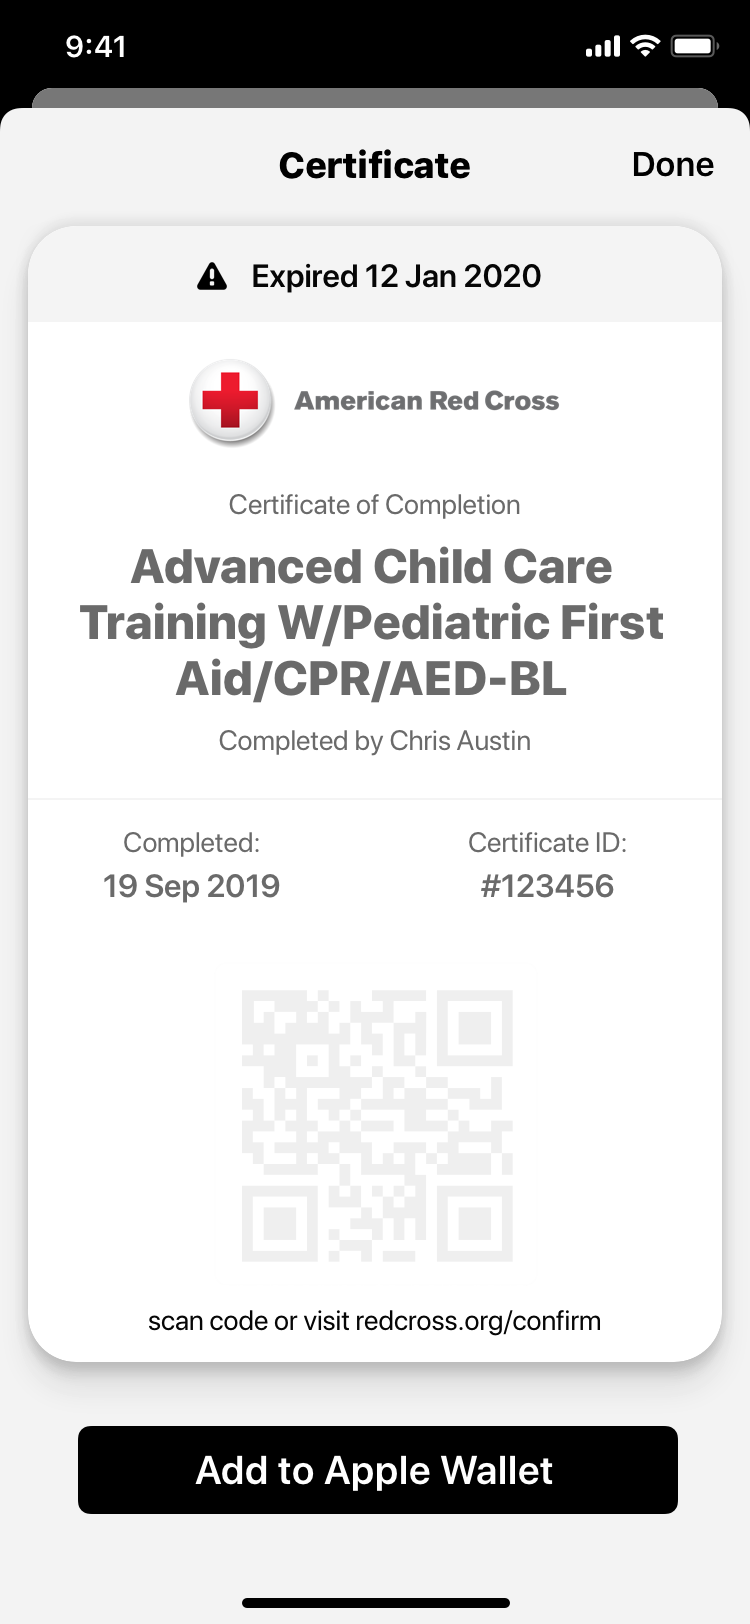 9:41
Certificate
Done
Expired 12 Jan 2020
American Red Cross
Certificate of Completion
Advanced Child Care
Training W/Pediatric First
Aid/CPR/AED-BL
Completed by Chris Austin
Completed:
19 Sep 2019
Certificate ID:
#123456
scan code or visit redcross.org/confirm
Add to Apple Wallet